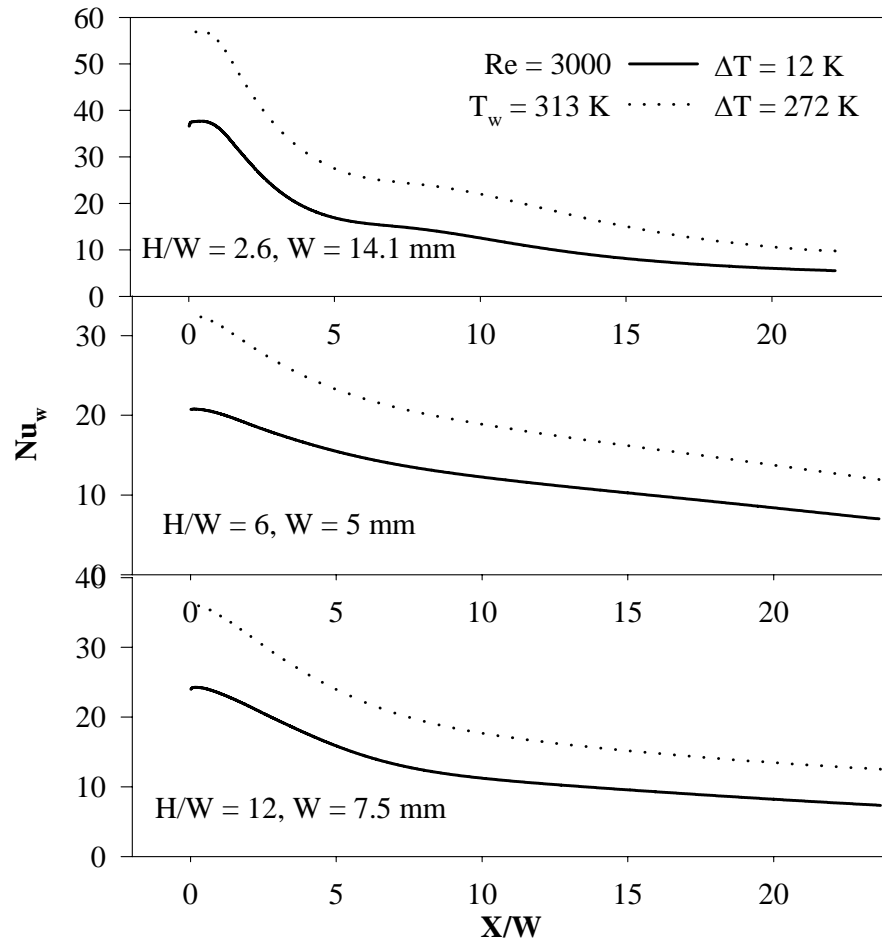 60
50
40
30
20
10
0
Re = 3000 ΔT = 12 K
T_w = 313 K ΔT = 272 K
H/W = 2.6, W = 14.1 mm
0 5 10 15 20
30
20
10
0
H/W = 6, W = 5 mm
0 5 10 15 20
40
30
20
10
0
H/W = 12, W = 7.5 mm
0 5 10 15 20
Nu_w
X/W